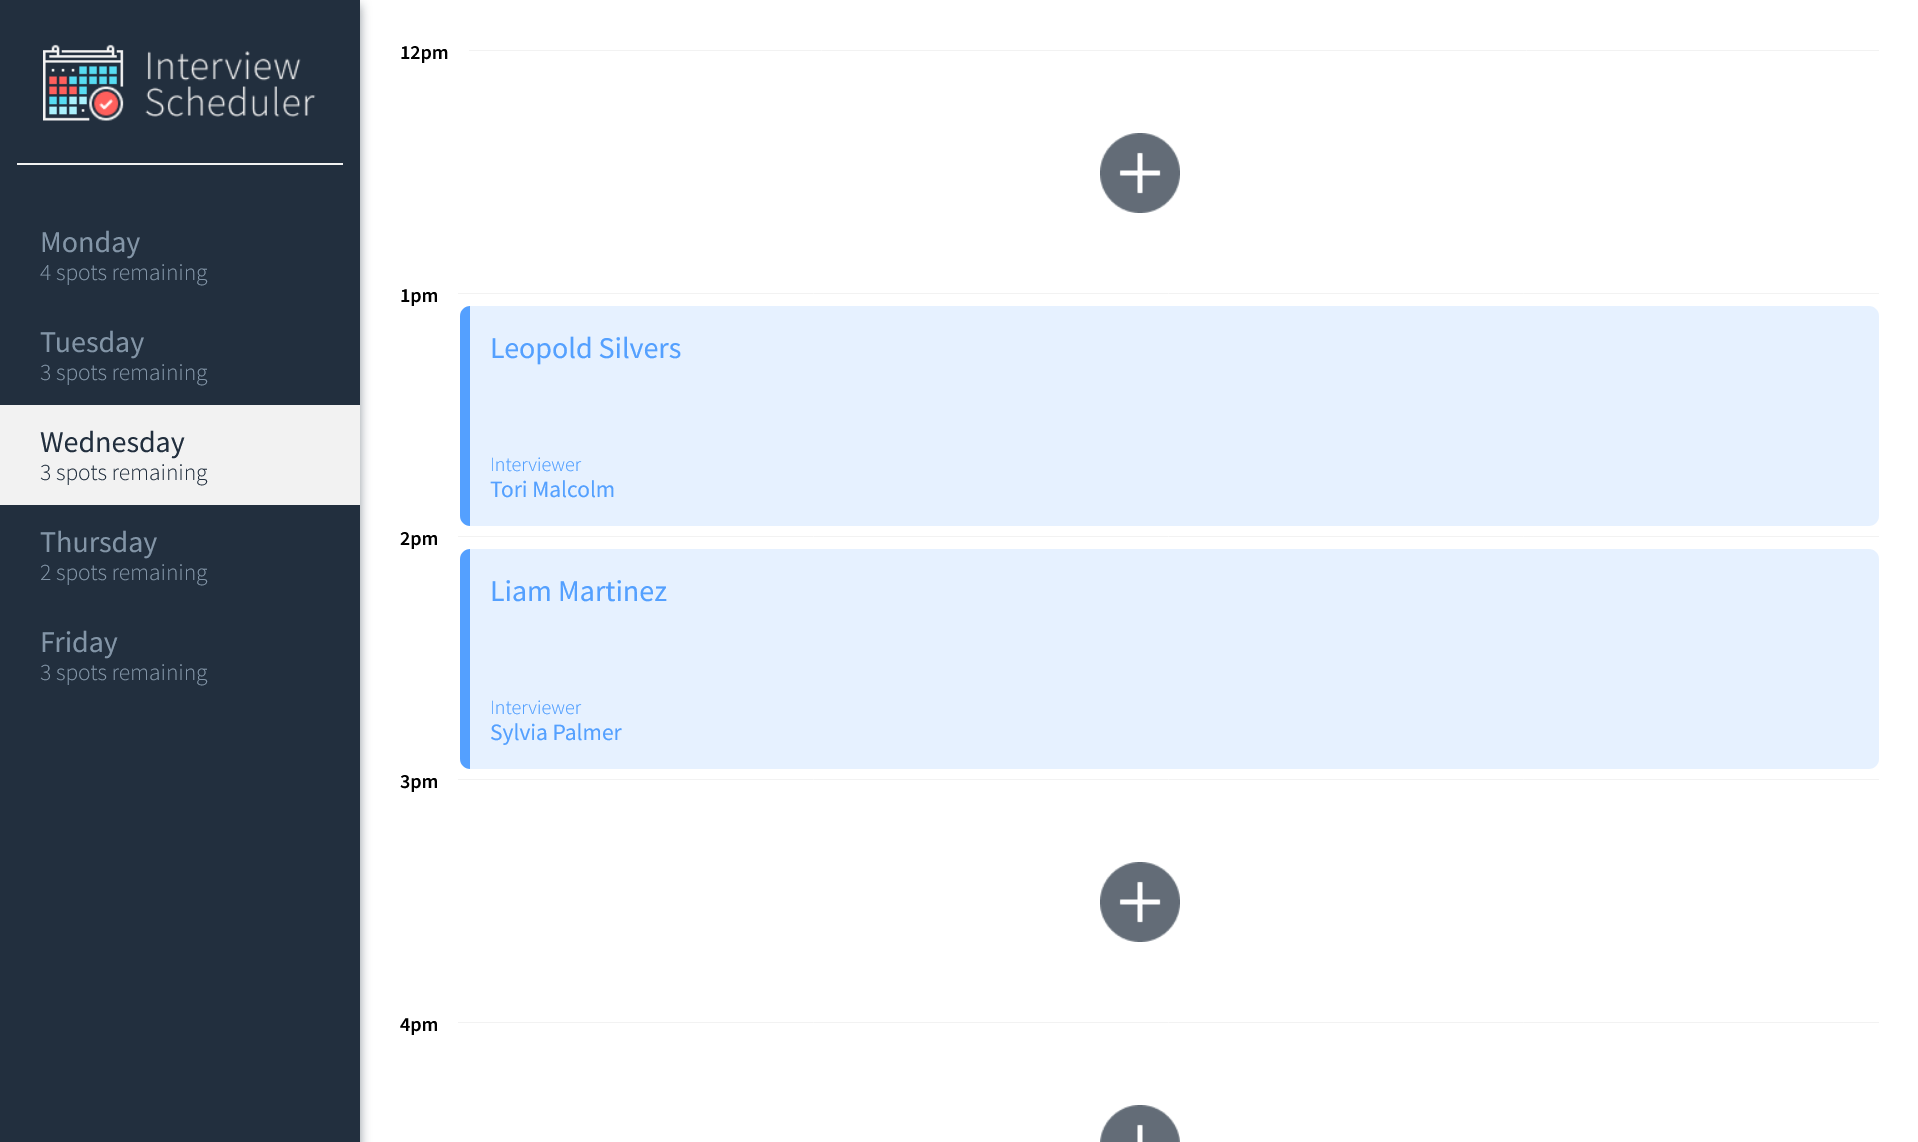 Interview
Scheduler
Monday
4 spots remaining
Tuesday
3 spots remaining
Wednesday
3 spots remaining
Thursday
2 spots remaining
Friday
3 spots remaining
12pm
1pm
Leopold Silvers
Interviewer
Tori Malcolm
2pm
Liam Martinez
Interviewer
Sylvia Palmer
3pm
4pm